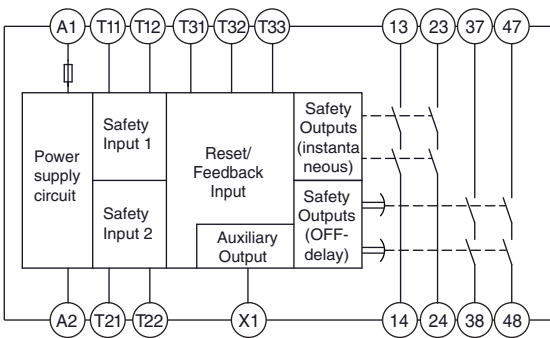 A1 T11 T12 T31 T32 T33 13 23 37 47
Power
supply
circuit
Safety
Input 1
Safety
Input 2
Reset/
Feedback
Input
Auxiliary
Output
Safety
Outputs
(instanta
neous)
Safety
Outputs
(OFF-
delay)
A2 T21 T22 X1 14 24 38 48